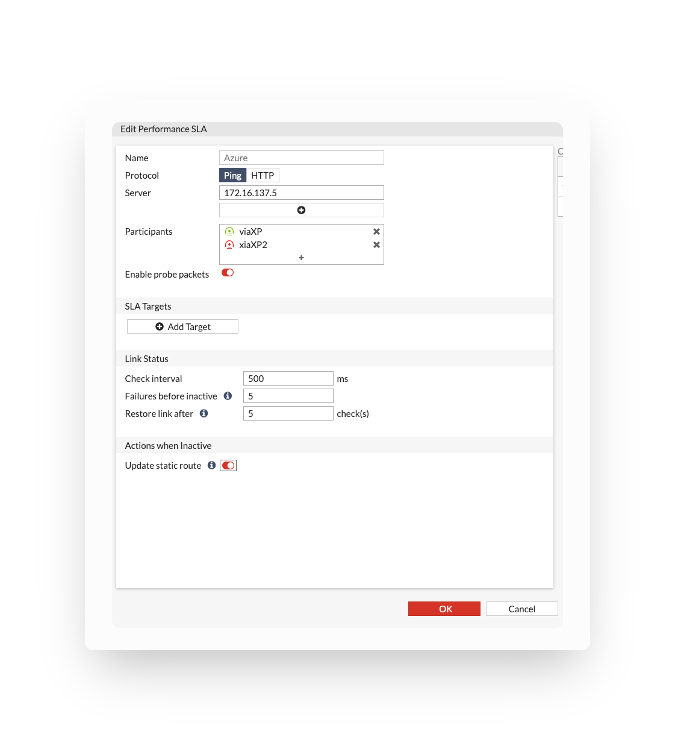 Edit Performance SLA
Name Azure
Protocol Ping HTTP
Server 172.16.137.5
Participants viaXP
xiaXP2
Enable probe packets
SLA Targets
Add Target
Link Status
Check interval 500 ms
Failures before inactive 5
Restore link after 5 check(s)
Actions when Inactive
Update static route
OK Cancel